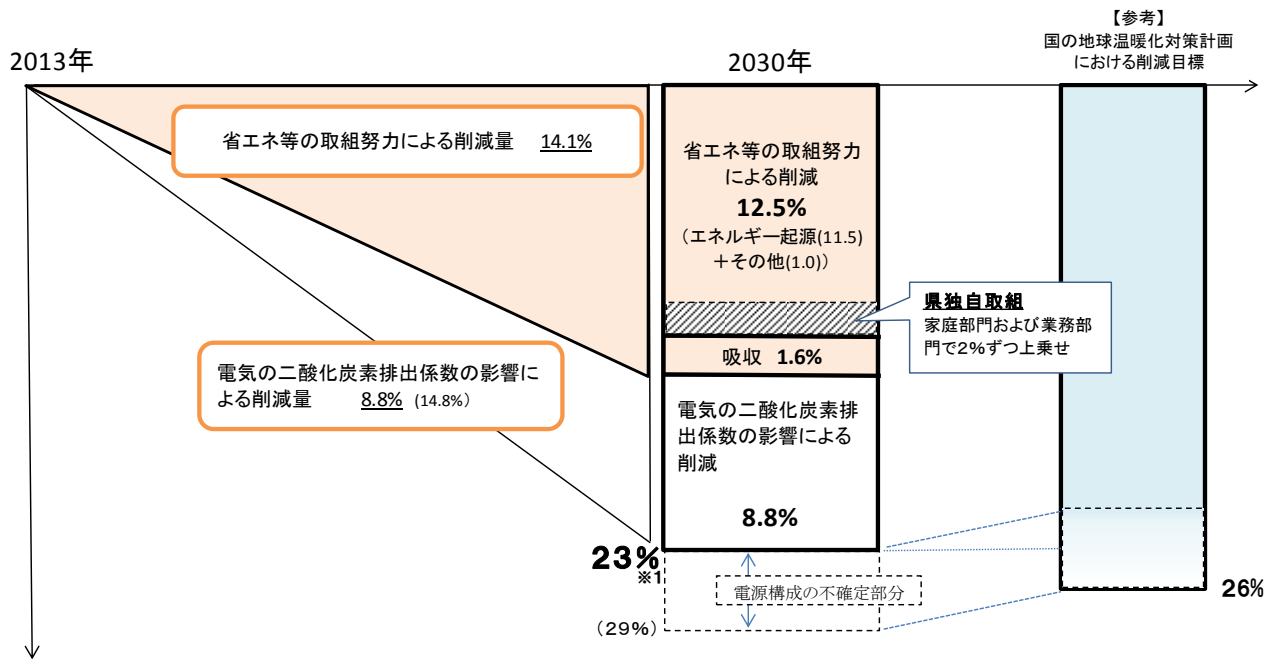 【参考】
国の地球温暖化対策計画
における削減目標
2013年
2030年
省エネ等の取組努力による削減量 14.1%
省エネ等の取組努力
による削減
12.5%
（エネルギー起源(11.5)
＋その他(1.0)）
県独自取組
家庭部門および業務部
門で2％ずつ上乗せ
吸収 1.6%
電気の二酸化炭素排出係数の影響に
よる削減量 8.8% (14.8%）
電気の二酸化炭素排
出係数の影響による
削減
8.8%
23%
※1
電源構成の不確定部分
（29%）
26%